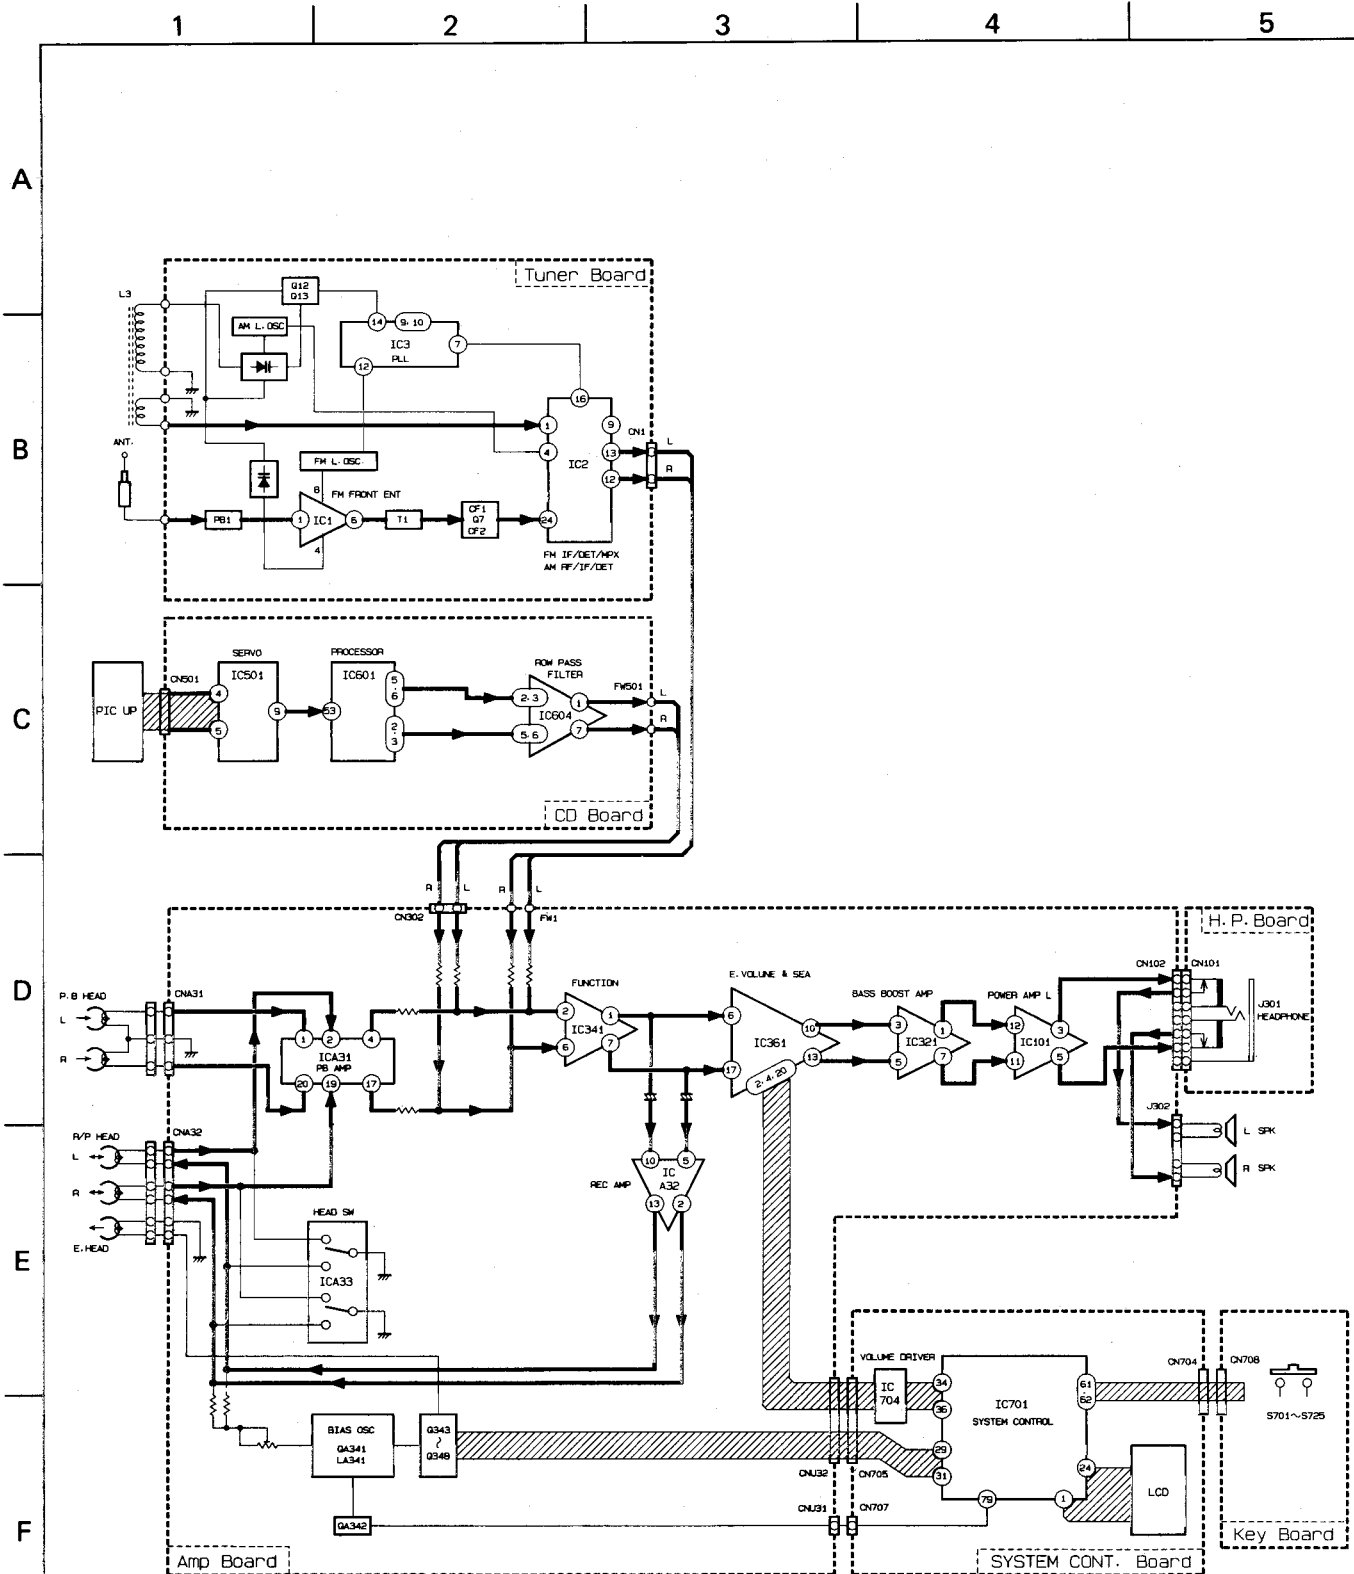 1 2 3 4 5
A
Tuner Board
L3
Q12
Q13
AM L.OSC
14 9.10
IC3
PLL
7
12
16
1 9
ANT.
B
CN1 L
4 13
IC2
FM L.OSC
R
12
8
FM FRONT ENT
PB1
1 IC1 6
T1
CF1
Q7
CF2
24
4
FM IF/DET/MPX
AM RF/IF/DET
SERVO
PROCESSOR
ROW PASS
FILTER
CN501
IC501
IC601
FW501 L
4
5.6
2.3 1
C
PIC UP
9 53
IC604
R
5
2.3
5.6 7
CD Board
R L R L
CN302
FW1
H.P.Board
CN102 CN101
E.VOLUNE & SEA
FUNCTION
D
P.B HEAD
CNA31
L
BASS BOOST AMP
POWER AMP L
J301
HEADPHONE
1 2 4
2 1
6 10
3 1
12 3
ICA31
PB AMP
IC341
IC361
IC321
IC101
R
20 19 17
6 7
17 13
5 7
11 5
2.4.20
J302
R/P HEAD
CNA32
L
L SPK
R
10 5
IC
A32
REC AMP
R SPK
13 2
HEAD SW
E.HEAD
E
ICA33
VOLUME DRIVER
CN704 CN708
IC
704
34 61
.
62
36
IC701
SYSTEM CONTROL
S701~S725
BIAS OSC
QA341
LA341
Q343
~
Q348
29
31 24
CNU32 CN705
LCD
CNU31 CN707
79 1
F
QA342
Key Board
Amp Board
SYSTEM CONT. Board